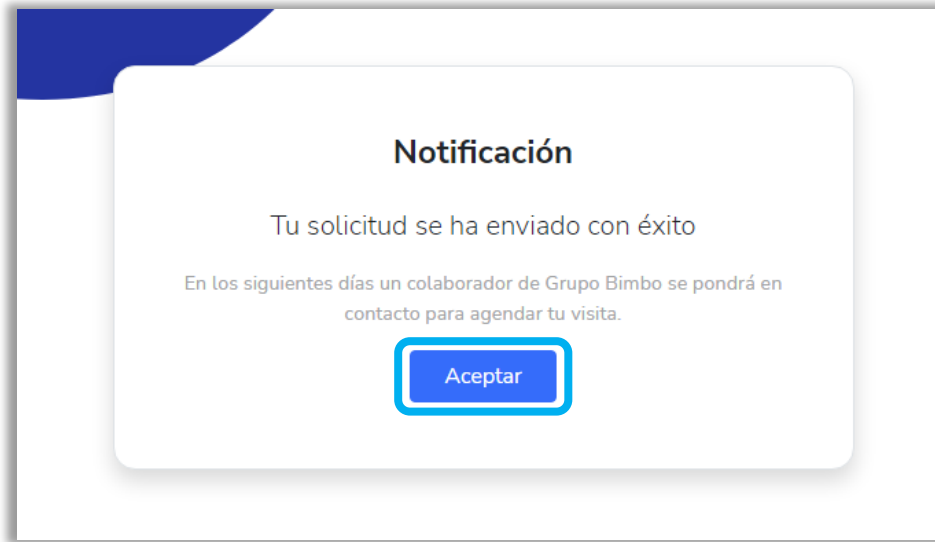 Notificación
Tu solicitud se ha enviado con éxito
En los siguientes días un colaborador de Grupo Bimbo se pondrá en
contacto para agendar tu visita.
Aceptar